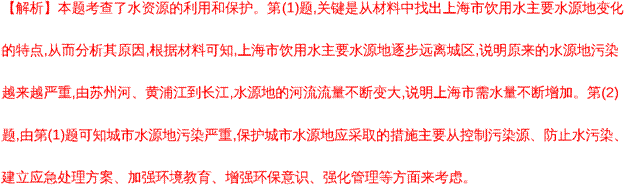 【解析】本题考查了水资源的利用和保护。第(1)题,关键是从材料中找出上海市饮用水主要水源地变化
的特点,从而分析其原因,根据材料可知,上海市饮用水主要水源地逐步远离城区,说明原来的水源地污染
越来越严重,由苏州河、黄浦江到长江,水源地的河流流量不断变大,说明上海市需水量不断增加。第(2)
题,由第(1)题可知城市水源地污染严重,保护城市水源地应采取的措施主要从控制污染源、防止水污染、
建立应急处理方案、加强环境教育、增强环保意识、强化管理等方面来考虑。